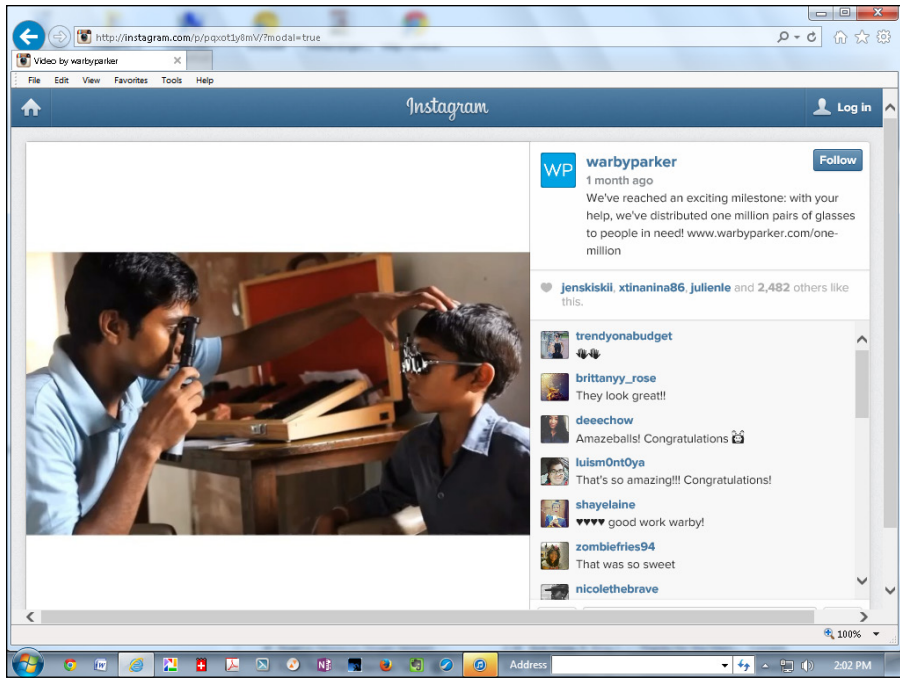 http://instagram.com/p/pqxot1y8mV/?modal=true
Video by warbyparker
File Edit View Favorites Tools Help
Instagram
Log in
WP
warbyparker
Follow
1 month ago
We've reached an exciting milestone: with your
help, we've distributed one million pairs of glasses
to people in need! www.warbyparker.com/one-
million
jenskiskii, xtinanina86, julienle and 2,482 others like
this.
trendyonabudget
brittanyy_rose
They look great!!
deeechow
Amazeballs! Congratulations
luism0nt0ya
That's so amazing!!! Congratulations!
shayelaine
♥♥♥♥ good work warby!
zombiefries94
That was so sweet
nicolethebrave
100%
Address
2:02 PM